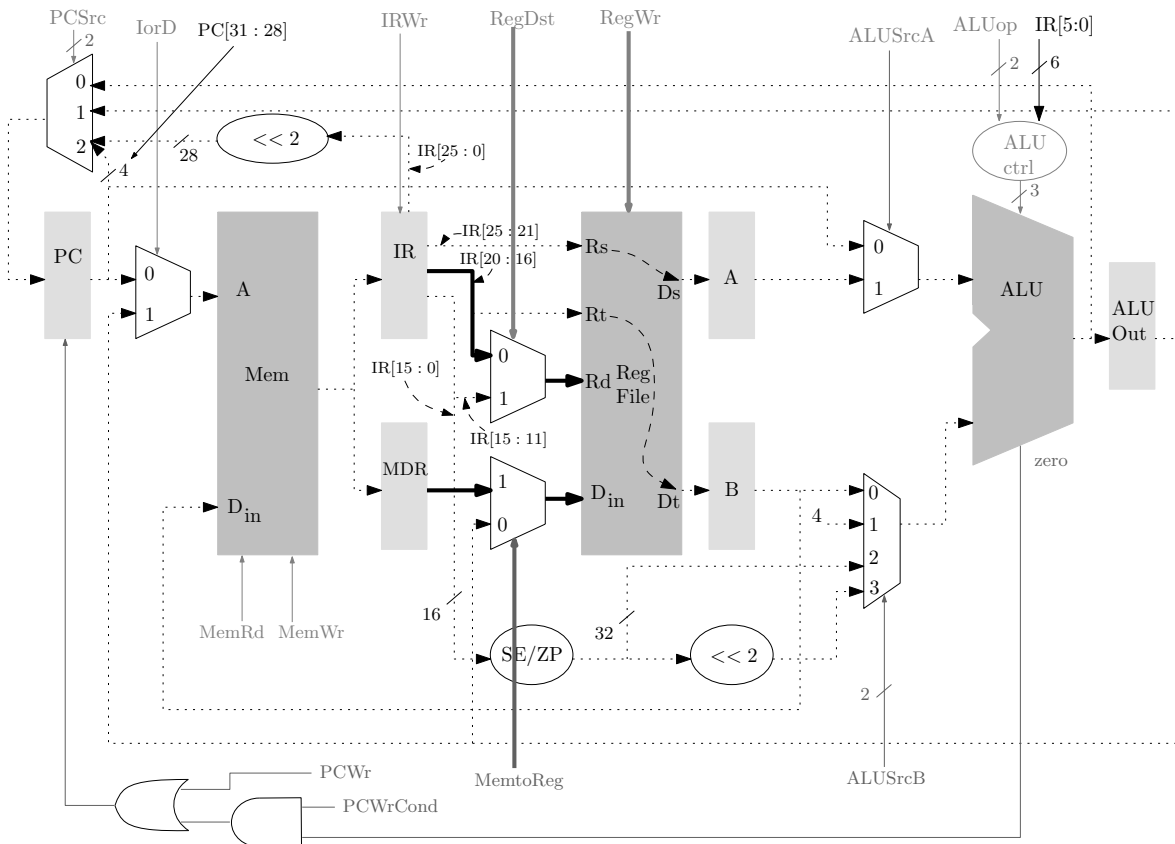 PCSrc
IorD
PC[31 : 28]
IRWr
RegDst
RegWr
ALUSrcA
ALUop
IR[5:0]
2
2
6
0
1
2
<< 2
28
4
IR[25 : 0]
ALU
ctrl
3
PC
0
1
A
Mem
D in
IR
IR[25 : 21]
IR[20 : 16]
Rs
Ds
Rt
A
0
1
ALU
ALU
Out
0
1
IR[15 : 0]
Rd
Reg
File
IR[15 : 11]
MDR
1
0
D in
Dt
B
4
0
1
2
3
zero
16
32
MemRd
MemWr
SE/ZP
<< 2
2
PCWr
MemtoReg
ALUSrcB
PCWrCond